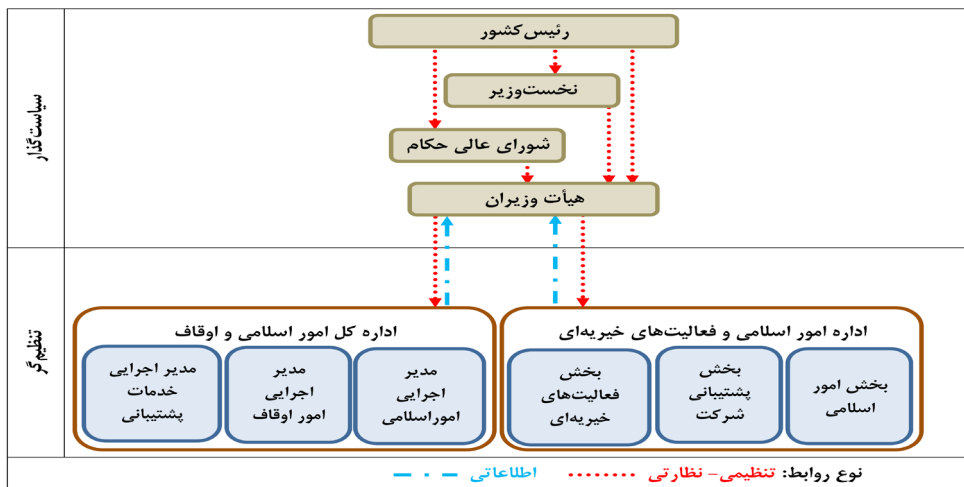 سیاست‌گذار
رئیس‌کشور
نخست‌وزیر
شورای عالی حکام
هیأت وزیران
تنظیم‌گر
اداره امور اسلامی و فعالیت‌های خیریه‌ای
بخش امور
اسلامی
بخش
پشتیبانی
شرکت
بخش
فعالیت‌های
خیریه‌ای
اداره کل امور اسلامی و اوقاف
مدیر
اجرایی
اموراسلامی
مدیر
اجرایی
امور اوقاف
مدیر اجرایی
خدمات
پشتیبانی
نوع روابط: تنظیمی- نظارتی اطلاعاتی